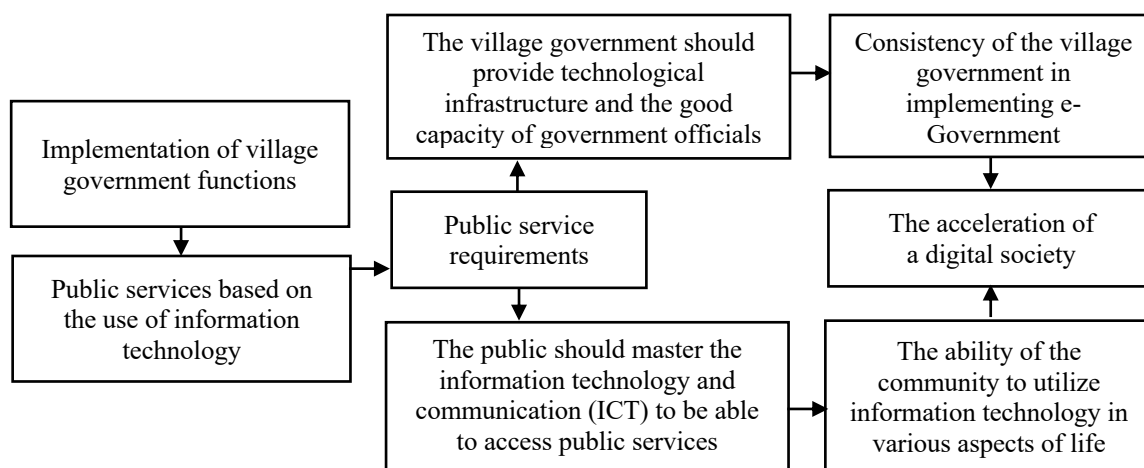 Implementation of village
government functions
Public services based on
the use of information
technology
Public service
requirements
The village government should
provide technological
infrastructure and the good
capacity of government officials
Consistency of the village
government in
implementing e-
Government
The public should master the
information technology and
communication (ICT) to be able
to access public services
The ability of the
community to utilize
information technology in
various aspects of life
The acceleration of
a digital society